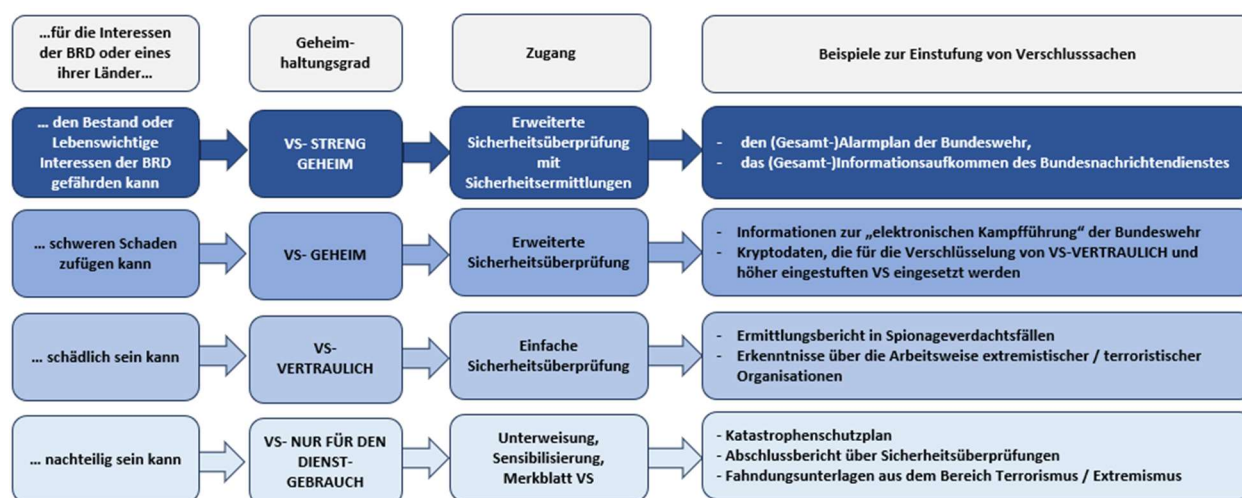 …für die Interessen
der BRD oder eines
ihrer Länder…
Geheim-
haltungsgrad
Zugang
Beispiele zur Einstufung von Verschlusssachen
… den Bestand oder
Lebenswichtige
Interessen der BRD
gefährden kann
VS- STRENG
GEHEIM
Erweiterte
Sicherheitsüberprüfung
mit
Sicherheitsermittlungen
- den (Gesamt-)Alarmplan der Bundeswehr,
- das (Gesamt-)Informationsaufkommen des Bundesnachrichtendienstes
… schweren Schaden
zufügen kann
VS- GEHEIM
Erweiterte
Sicherheitsüberprüfung
- Informationen zur „elektronischen Kampfführung“ der Bundeswehr
- Kryptodaten, die für die Verschlüsselung von VS-VERTRAULICH und
höher eingestuften VS eingesetzt werden
… schädlich sein kann
VS-
VERTRAULICH
Einfache
Sicherheitsüberprüfung
- Ermittlungsbericht in Spionageverdachtsfällen
- Erkenntnisse über die Arbeitsweise extremistischer / terroristischer
Organisationen
… nachteilig sein kann
VS- NUR FÜR DEN
DIENST-
GEBRAUCH
Unterweisung,
Sensibilisierung,
Merkblatt VS
- Katastrophenschutzplan
- Abschlussbericht über Sicherheitsüberprüfungen
- Fahndungsunterlagen aus dem Bereich Terrorismus / Extremismus